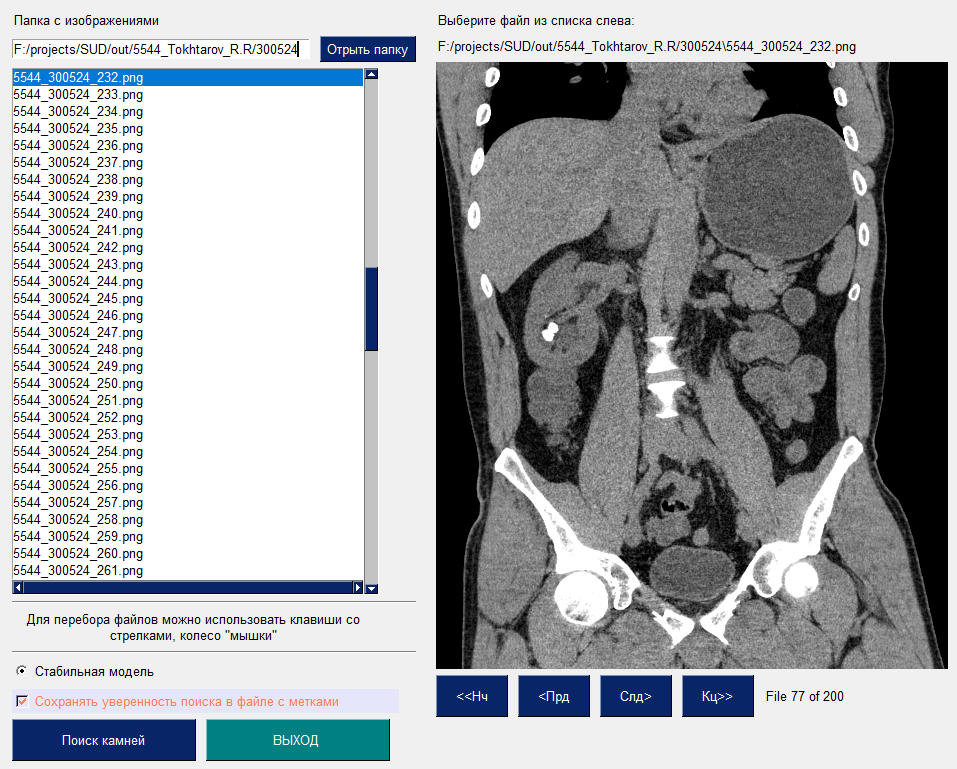 Папка с изображениями
F:/projects/SUD/out/5544_Tokhtarov_R.R/300524
Отрыть папку
5544_300524_232.png
5544_300524_233.png
5544_300524_234.png
5544_300524_235.png
5544_300524_236.png
5544_300524_237.png
5544_300524_238.png
5544_300524_239.png
5544_300524_240.png
5544_300524_241.png
5544_300524_242.png
5544_300524_243.png
5544_300524_244.png
5544_300524_245.png
5544_300524_246.png
5544_300524_247.png
5544_300524_248.png
5544_300524_249.png
5544_300524_250.png
5544_300524_251.png
5544_300524_252.png
5544_300524_253.png
5544_300524_254.png
5544_300524_255.png
5544_300524_256.png
5544_300524_257.png
5544_300524_258.png
5544_300524_259.png
5544_300524_260.png
5544_300524_261.png
Для перебора файлов можно использовать клавиши со
стрелками, колесо "мышки"
Стабильная модель
Сохранять уверенность поиска в файле с метками
Поиск камней
ВЫХОД
Выберите файл из списка слева:
F:/projects/SUD/out/5544_Tokhtarov_R.R/300524\5544_300524_232.png
<<Нч
<Прд
Слд>
Кц>>
File 77 of 200